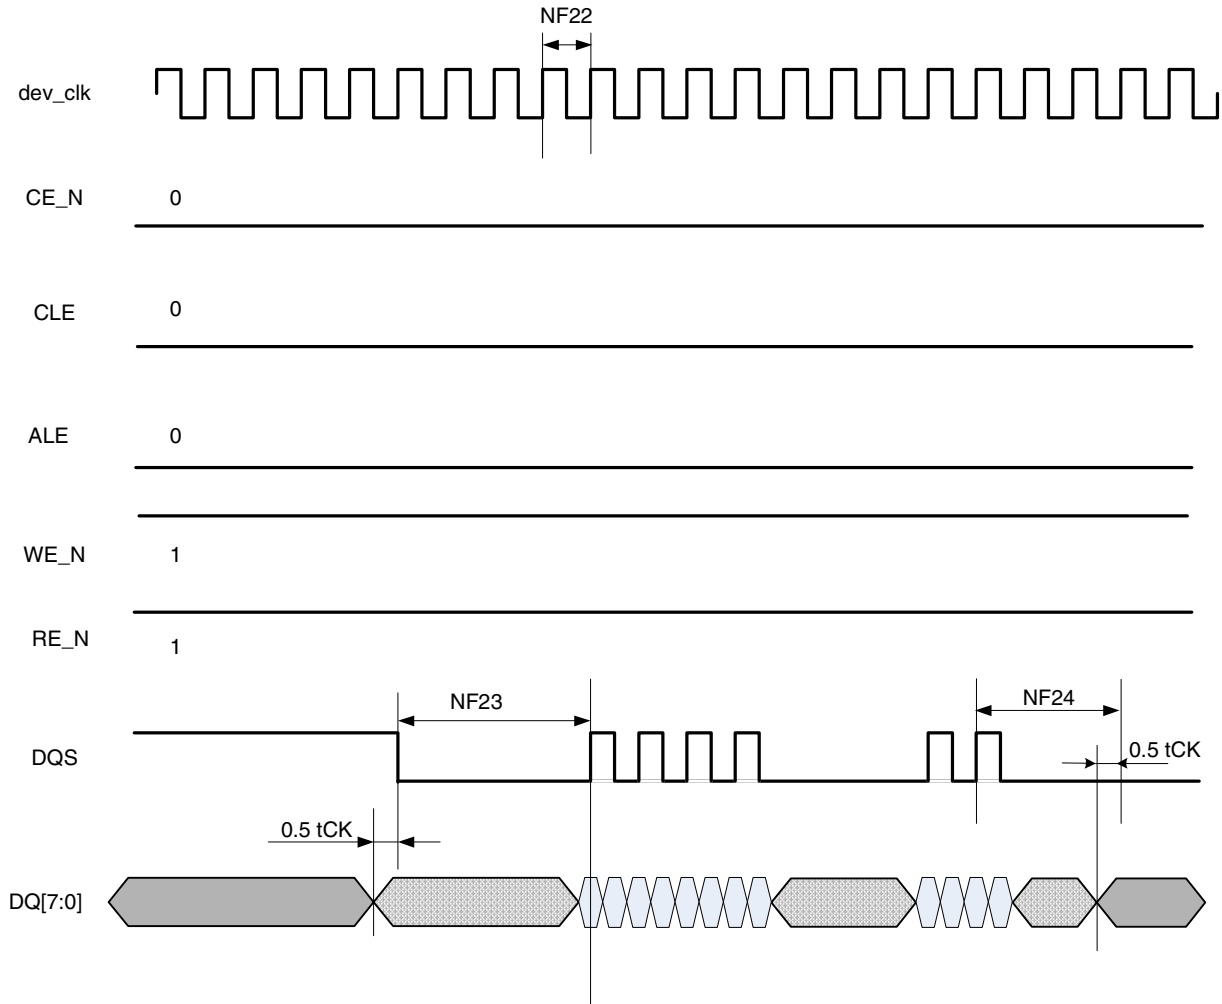 NF22
dev_clk
CE_N 0
CLE 0
ALE 0
WE_N 1
RE_N 1
NF23 NF24
DQS 0.5 tCK
0.5 tCK
DQ[7:0]